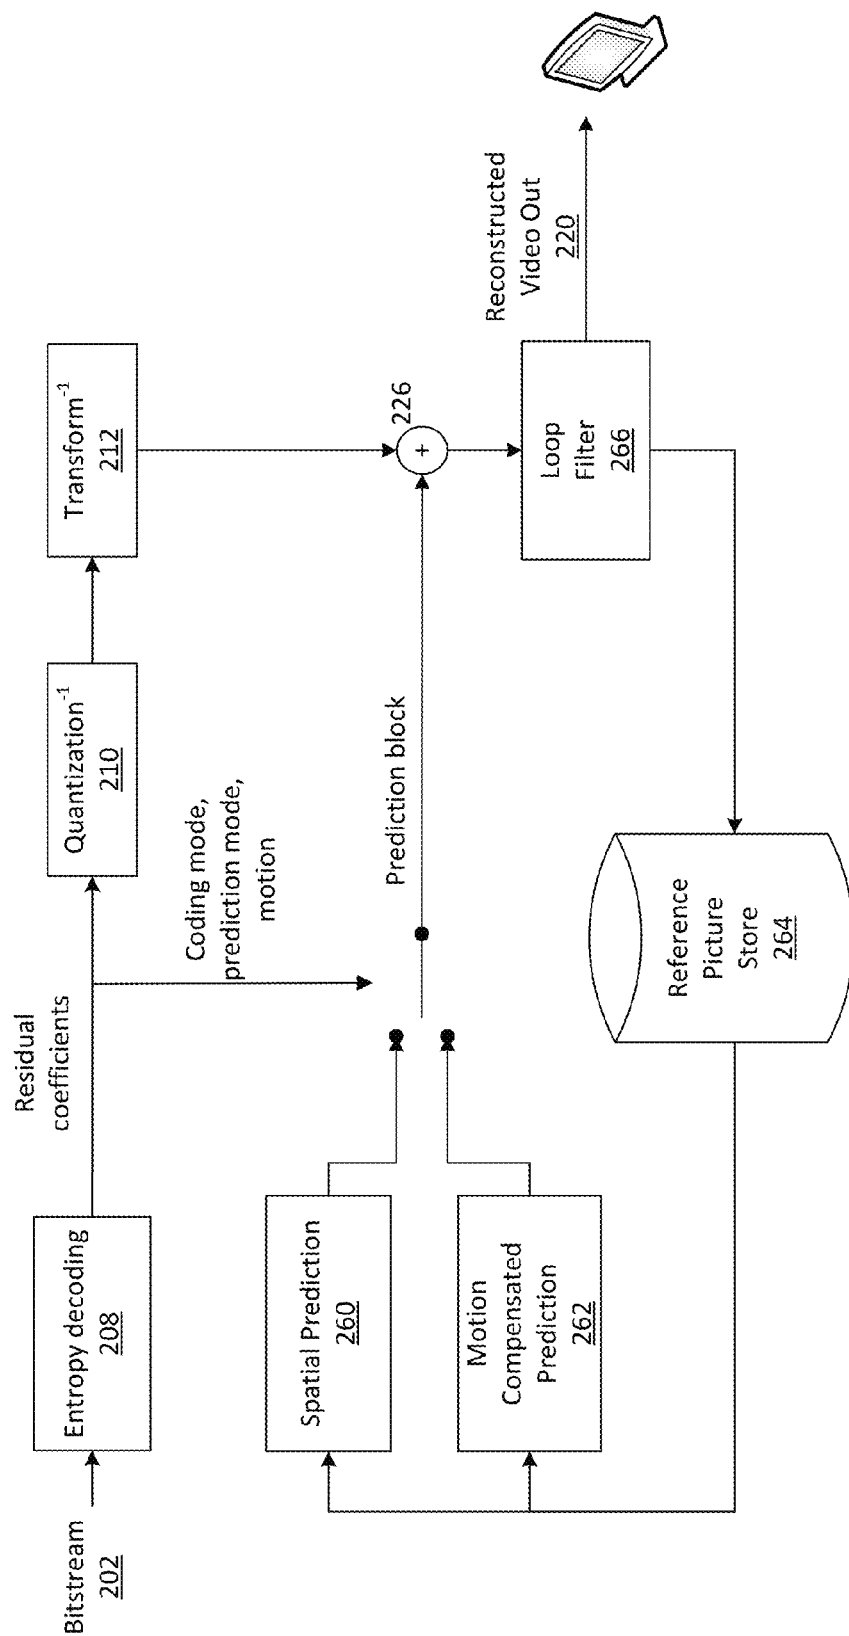 Bitstream
202
Entropy decoding
208
Residual
coefficients
Quantization⁻¹
210
Transform⁻¹
212
Coding mode,
prediction mode,
motion
Spatial Prediction
260
Motion
Compensated
Prediction
262
Prediction block
+
226
Loop
Filter
266
Reconstructed
Video Out
220
Reference
Picture
Store
264